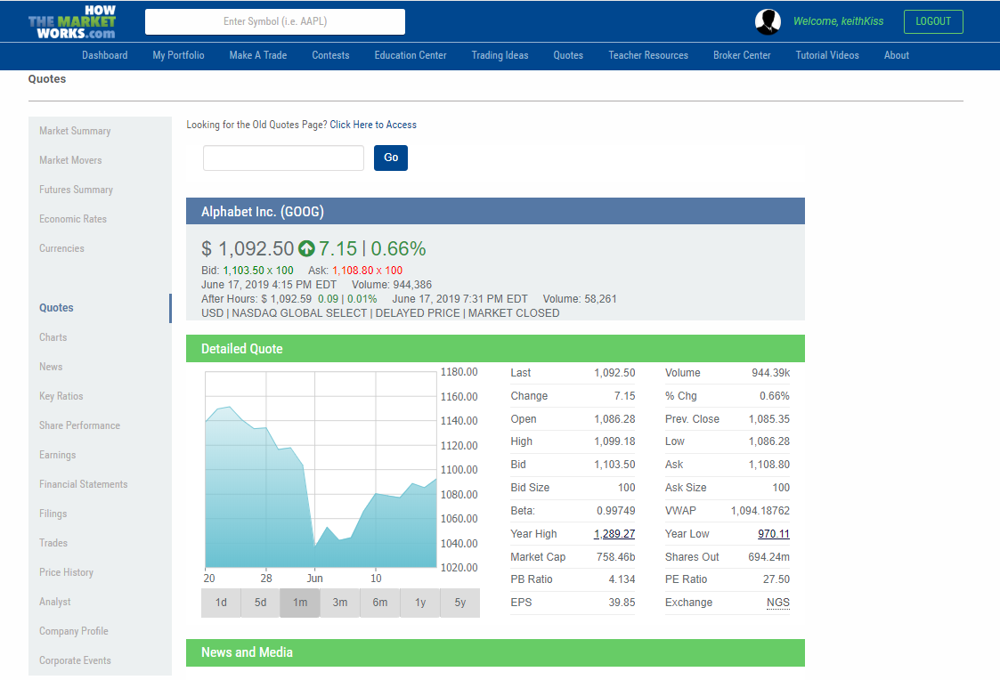 HOW
THE MARKET
WORKS.com
Enter Symbol (i.e. AAPL)
Welcome, keithKiss
LOGOUT
Dashboard My Portfolio Make A Trade Contests Education Center Trading Ideas Quotes Teacher Resources Broker Center Tutorial Videos About
Quotes
Market Summary
Market Movers
Futures Summary
Economic Rates
Currencies
Quotes
Charts
News
Key Ratios
Share Performance
Earnings
Financial Statements
Filings
Trades
Price History
Analyst
Company Profile
Corporate Events
Looking for the Old Quotes Page? Click Here to Access
Go
Alphabet Inc. (GOOG)
$ 1,092.50 7.15 | 0.66%
Bid: 1,103.50 x 100 Ask: 1,108.80 x 100
June 17, 2019 4:15 PM EDT Volume: 944,386
After Hours: $ 1,092.59 0.09 | 0.01% June 17, 2019 7:31 PM EDT Volume: 58,261
USD | NASDAQ GLOBAL SELECT | DELAYED PRICE | MARKET CLOSED
Detailed Quote
1180.00
1160.00
1140.00
1120.00
1100.00
1080.00
1060.00
1040.00
1020.00
20 28 Jun 10
1d 5d 1m 3m 6m 1y 5y
Last 1,092.50 Volume 944.39k
Change 7.15 % Chg 0.66%
Open 1,086.28 Prev. Close 1,085.35
High 1,099.18 Low 1,086.28
Bid 1,103.50 Ask 1,108.80
Bid Size 100 Ask Size 100
Beta: 0.99749 VWAP 1,094.18762
Year High 1,289.27 Year Low 970.11
Market Cap 758.46b Shares Out 694.24m
PB Ratio 4.134 PE Ratio 27.50
EPS 39.85 Exchange NGS
News and Media